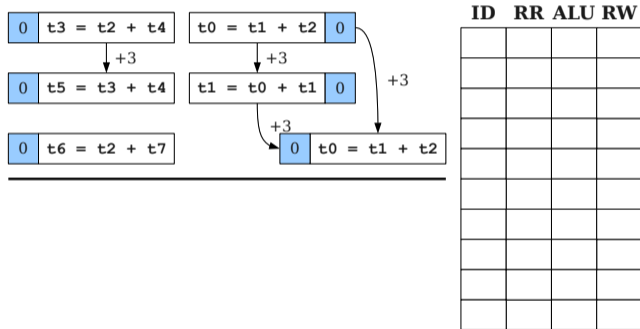 ID RR ALU RW
0 t3 = t2 + t4 t0 = t1 + t2 0
+3 +3
+3
0 t5 = t3 + t4 t1 = t0 + t1 0
+3
0 t6 = t2 + t7 0 t0 = t1 + t2